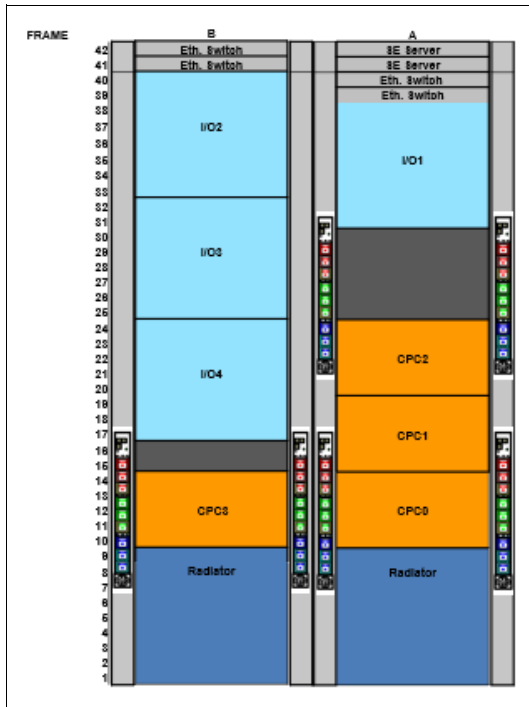 FRAME B A
42 Eth. Switch SE Server
41 Eth. Switch SE Server
40 Eth. Switch
39 Eth. Switch
38
37 I/O2
36
35 I/O1
34
33
32
31
30
29 I/O3
28
27
26
25
24
23
22 CPC2
21 I/O4
20
19
18
17 CPC1
16
15
14
13
12 CPC3 CPC0
11
10
9
8 Radiator Radiator
7
6
5
4
3
2
1